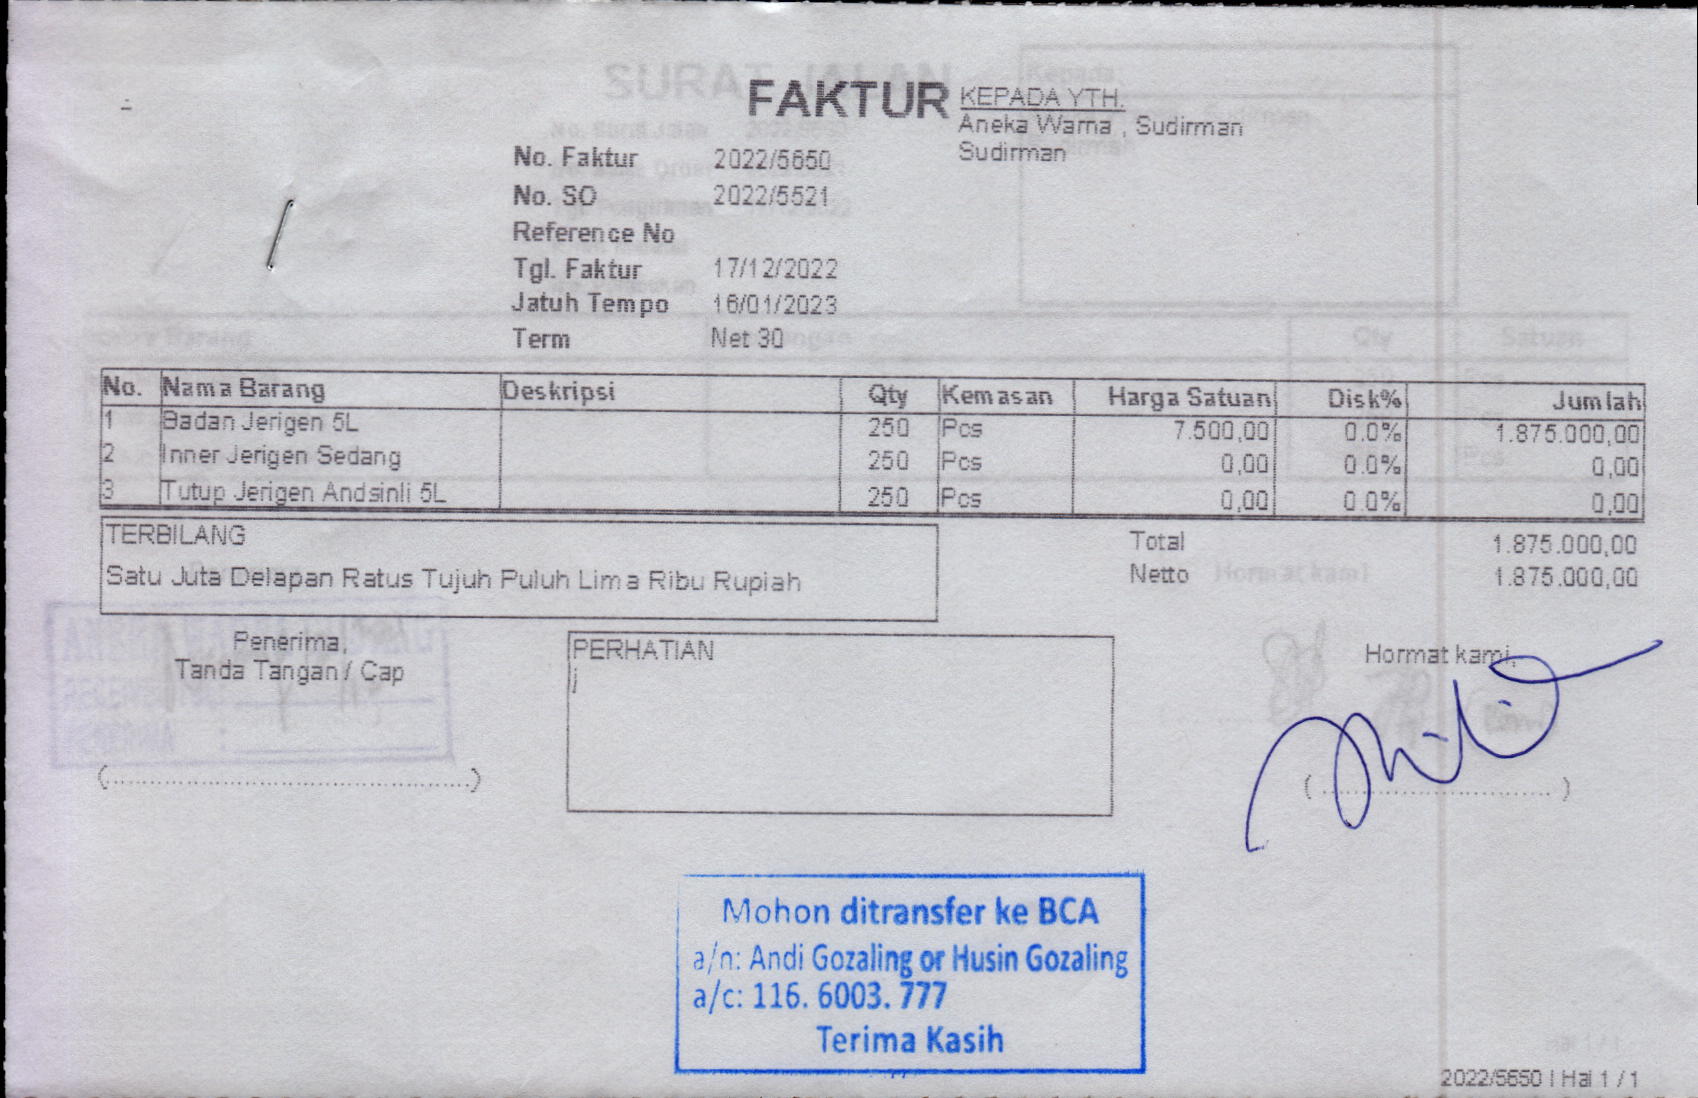 FAKTUR
KEPADA YTH.
Aneka Warna , Sudirman
Sudirman
No. Faktur 2022/5650
No. SO 2022/5521
Reference No
Tgl. Faktur 17/12/2022
Jatuh Tempo 16/01/2023
Term Net 30
No. Nama Barang Deskripsi Qty Kemasan Harga Satuan Disk% Jumlah
1 Badan Jerigen 5L 250 Pcs 7.500,00 0.0% 1.875.000,00
2 Inner Jerigen Sedang 250 Pcs 0,00 0.0% 0,00
3 Tutup Jerigen Andsinli 5L 250 Pcs 0,00 0.0% 0,00
TERBILANG
Satu Juta Delapan Ratus Tujuh Puluh Lima Ribu Rupiah
Total 1.875.000,00
Netto 1.875.000,00
Penerima,
Tanda Tangan / Cap
(..............................................)
PERHATIAN
j
Hormat kami,
(............................. )
Mohon ditransfer ke BCA
a/n: Andi Gozaling or Husin Gozaling
a/c: 116. 6003. 777
Terima Kasih
2022/5650 | Hal 1 / 1